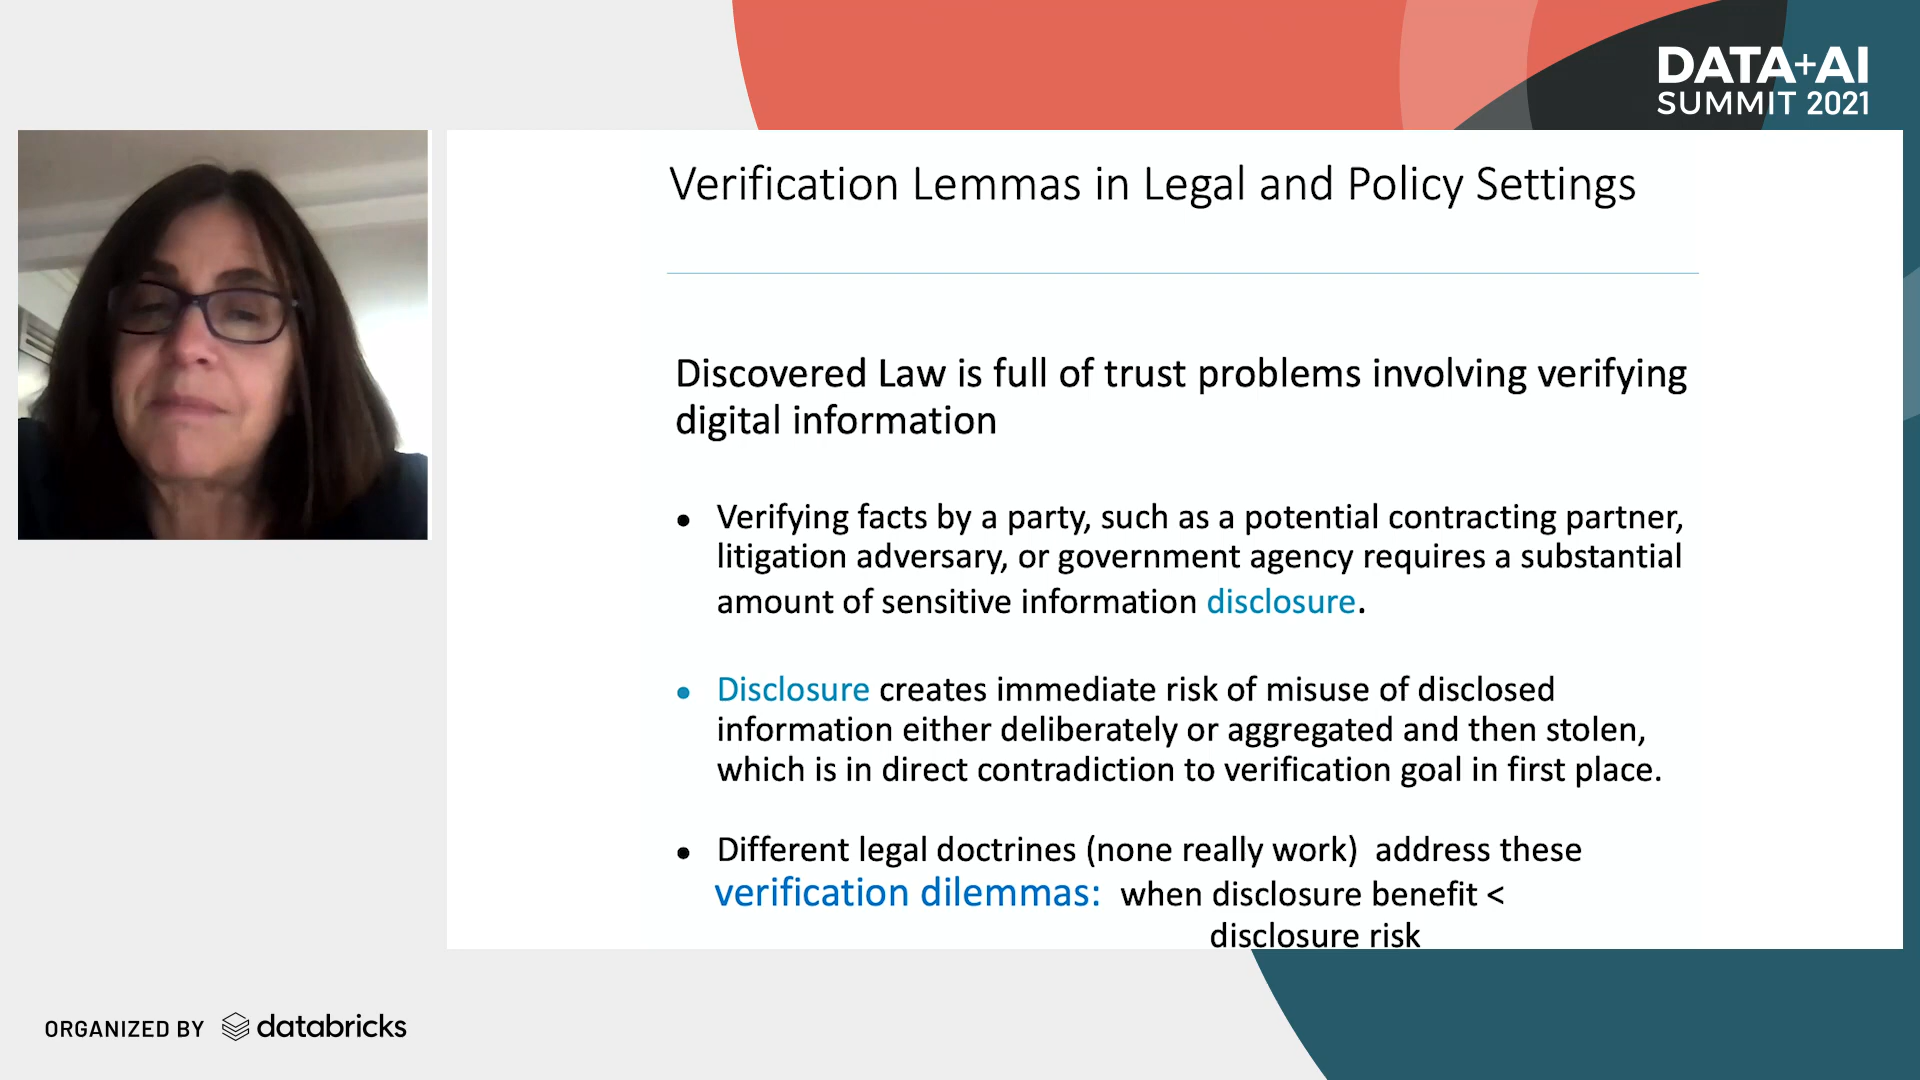 DATA+AI
SUMMIT 2021
Verification Lemmas in Legal and Policy Settings
Discovered Law is full of trust problems involving verifying
digital information
• Verifying facts by a party, such as a potential contracting partner,
litigation adversary, or government agency requires a substantial
amount of sensitive information disclosure.
• Disclosure creates immediate risk of misuse of disclosed
information either deliberately or aggregated and then stolen,
which is in direct contradiction to verification goal in first place.
• Different legal doctrines (none really work)  address these
verification dilemmas:  when disclosure benefit <
disclosure risk
ORGANIZED BY databricks